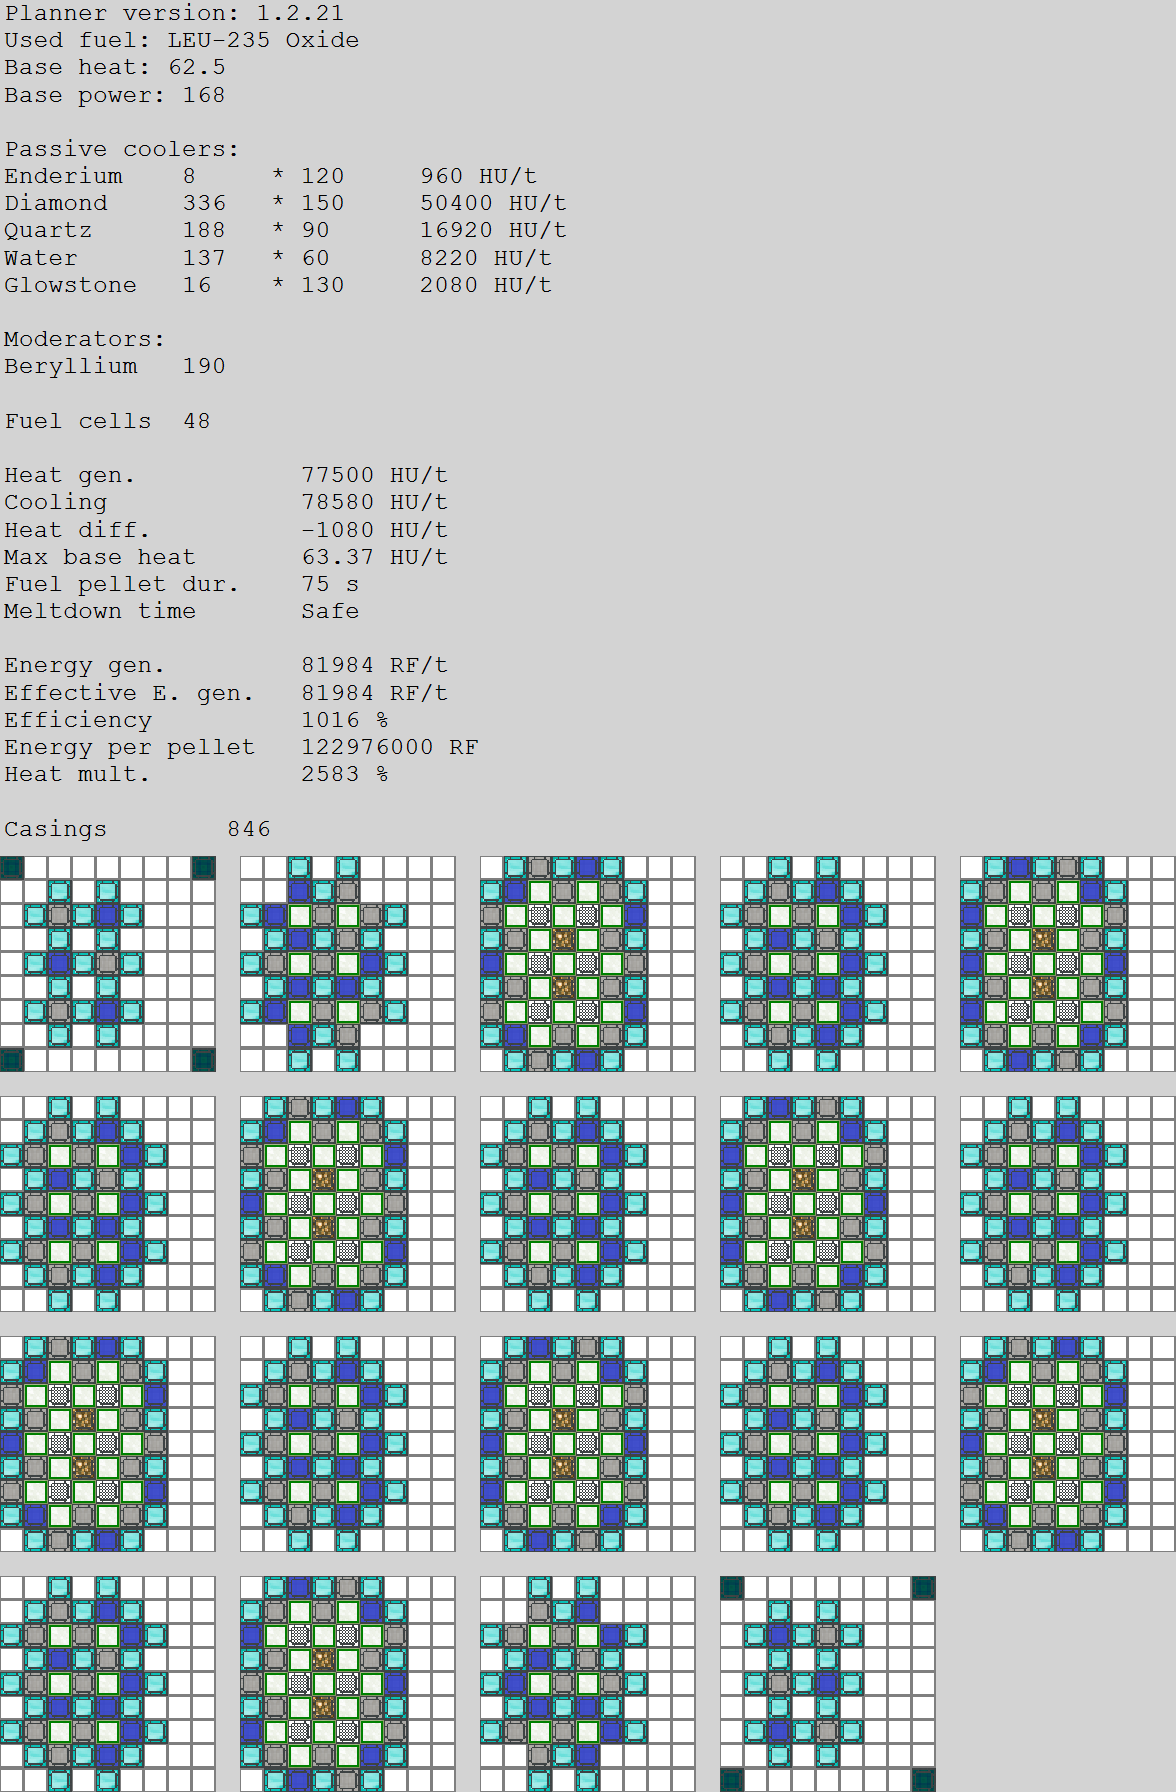 Planner version: 1.2.21
Used fuel: LEU-235 Oxide
Base heat: 62.5
Base power: 168
Passive coolers:
Enderium 8 * 120 960 HU/t
Diamond 336 * 150 50400 HU/t
Quartz 188 * 90 16920 HU/t
Water 137 * 60 8220 HU/t
Glowstone 16 * 130 2080 HU/t
Moderators:
Beryllium 190
Fuel cells 48
Heat gen. 77500 HU/t
Cooling 78580 HU/t
Heat diff. -1080 HU/t
Max base heat 63.37 HU/t
Fuel pellet dur. 75 s
Meltdown time Safe
Energy gen. 81984 RF/t
Effective E. gen. 81984 RF/t
Efficiency 1016 %
Energy per pellet 122976000 RF
Heat mult. 2583 %
Casings 846